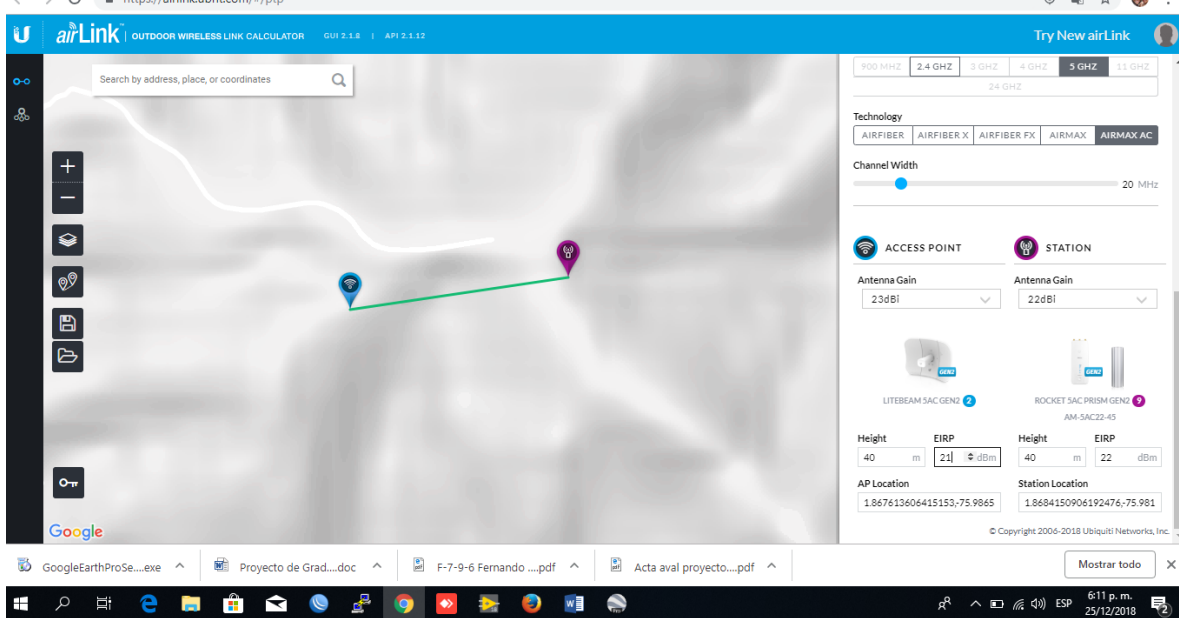 https://airlink.ubnt.com/#/ptp
airLink™ OUTDOOR WIRELESS LINK CALCULATOR GUI 2.1.8 | API 2.1.12 Try New airLink
Search by address, place, or coordinates
900 MHZ 2.4 GHZ 3 GHZ 4 GHZ 5 GHZ 11 GHZ
24 GHZ
Technology
AIRFIBER AIRFIBER X AIRFIBER FX AIRMAX AIRMAX AC
Channel Width
20 MHz
ACCESS POINT STATION
Antenna Gain Antenna Gain
23dBi 22dBi
GEN2 GEN2
LITEBEAM 5AC GEN2 2 ROCKET 5AC PRISM GEN2 9
AM-5AC22-45
Height EIRP Height EIRP
40 m 21 dBm 40 m 22 dBm
AP Location Station Location
1.867613606415153,-75.9865 1.8684150906192476,-75.981
Google
© Copyright 2006-2018 Ubiquiti Networks, Inc.
GoogleEarthProSe....exe Proyecto de Grad....doc F-7-9-6 Fernando ....pdf Acta aval proyecto....pdf Mostrar todo
ESP 6:11 p. m.
25/12/2018 2